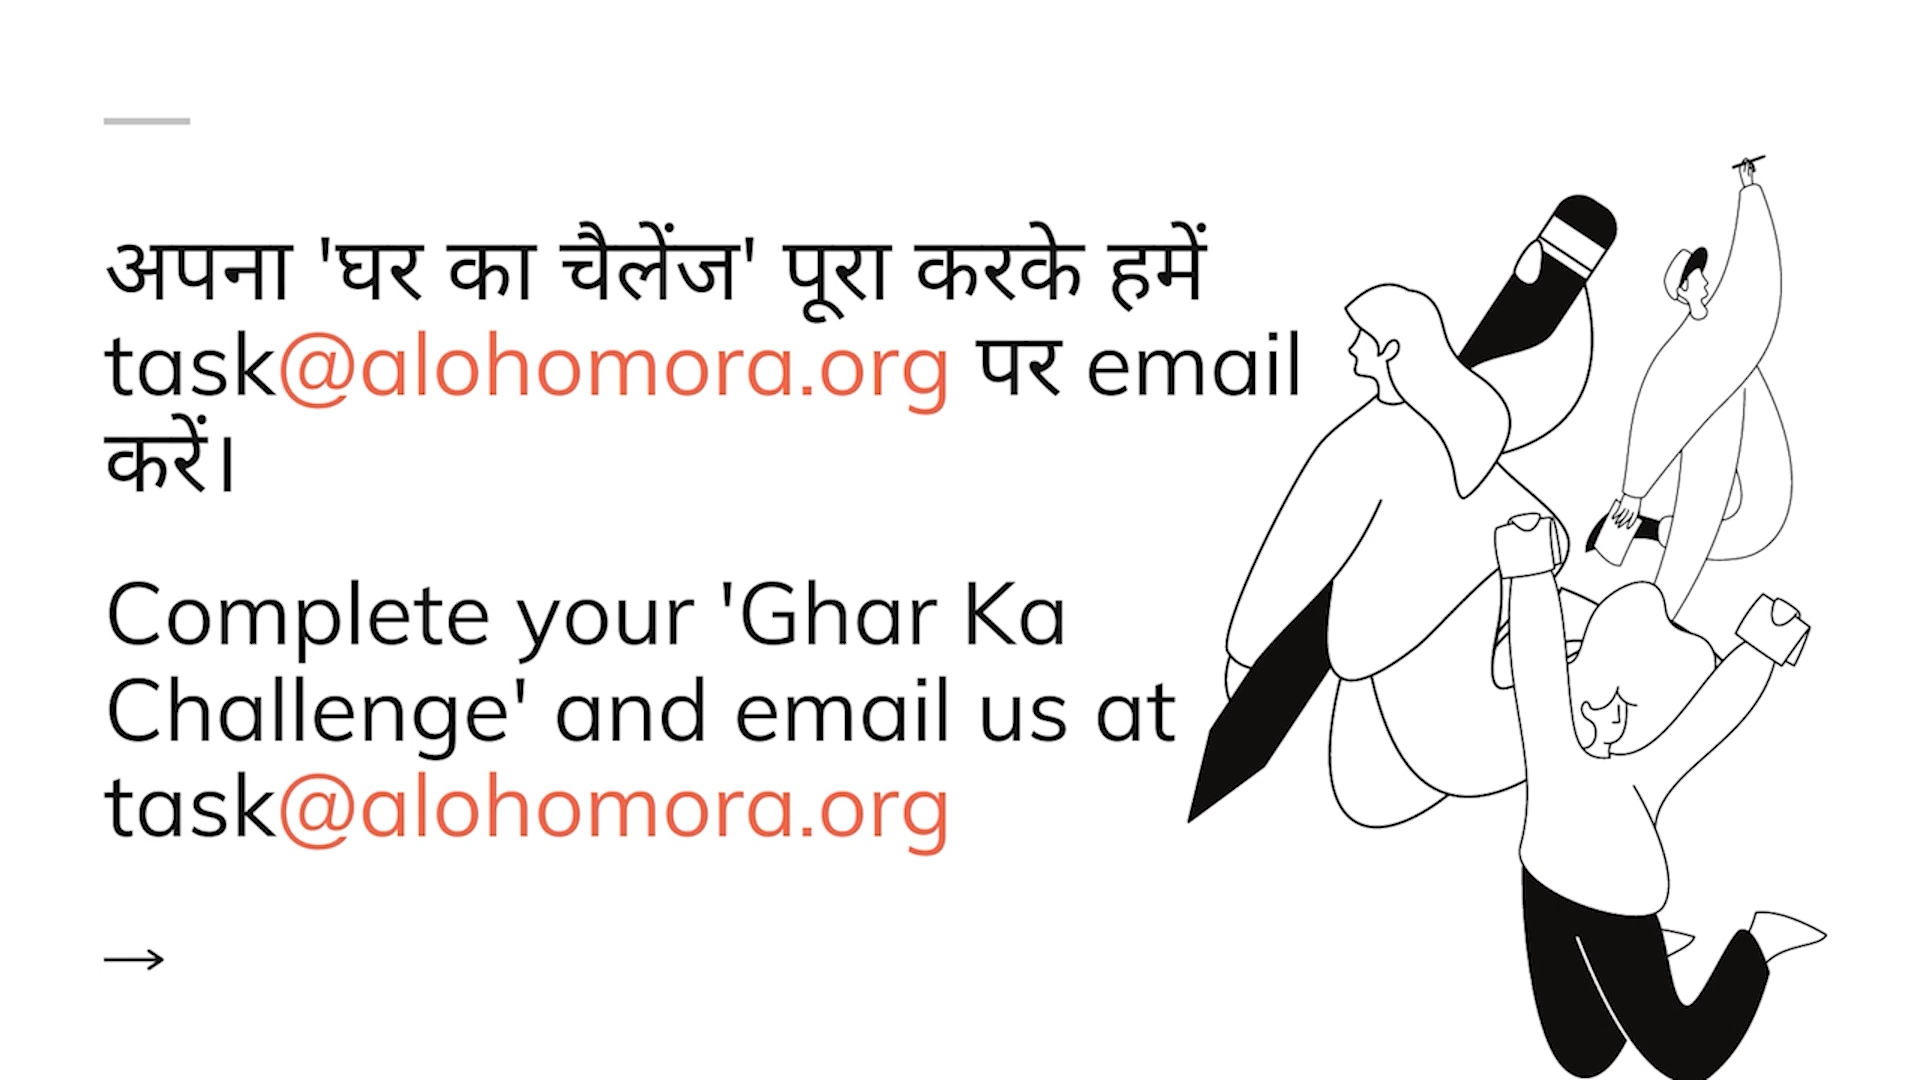 अपना 'घर का चैलेंज' पूरा करके हमें
task@alohomora.org पर email
करें।
Complete your 'Ghar Ka
Challenge' and email us at
task@alohomora.org